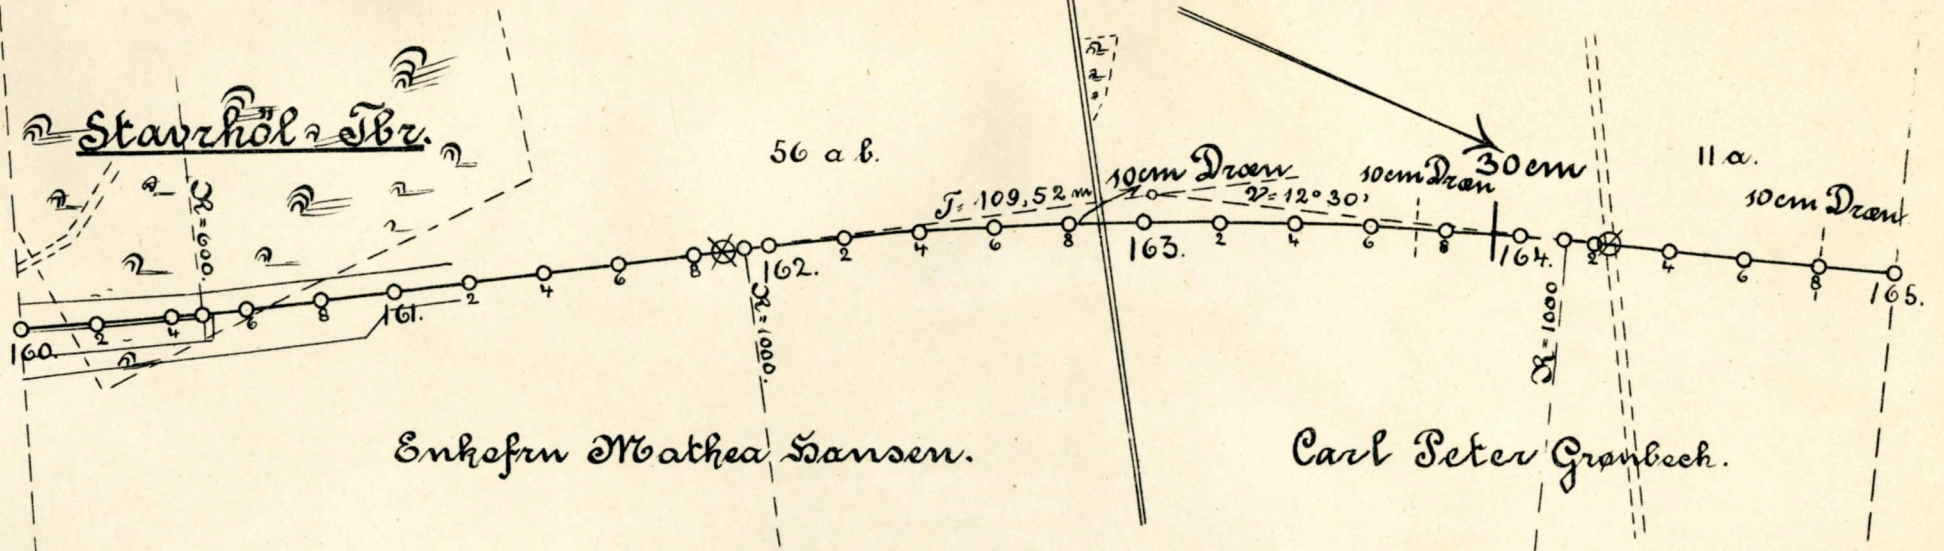 Stavrhöl Tbr.
56 a b.
11 a.
10cm Dræn
10cm Dræn
30cm
10cm Dræn
T= 109,52 m
V=12° 30'
R=600.
160. 2 4 6 8 161. 2 4 6 8 162. 2 4 6 8 163. 2 4 6 8 164. 2 4 6 8 165.
R=1000.
R=1000
Enkefru Mathea Hansen.
Carl Peter Grønbeck.